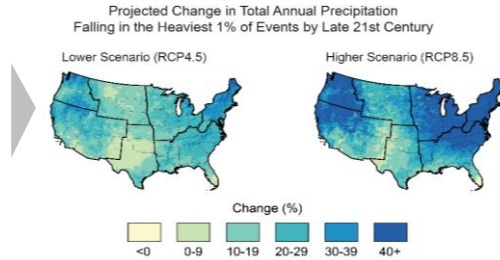 Projected Change in Total Annual Precipitation
Falling in the Heaviest 1% of Events by Late 21st Century
Lower Scenario (RCP4.5)
Higher Scenario (RCP8.5)
Change (%)
<0 0-9 10-19 20-29 30-39 40+